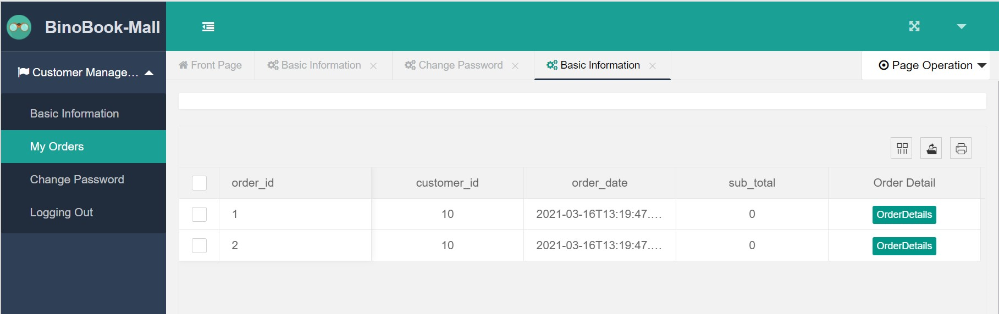 BinoBook-Mall
Customer Manage...
Basic Information
My Orders
Change Password
Logging Out
Front Page
Basic Information
Change Password
Basic Information
Page Operation
order_id customer_id order_date sub_total Order Detail
1 10 2021-03-16T13:19:47.... 0 OrderDetails
2 10 2021-03-16T13:19:47.... 0 OrderDetails